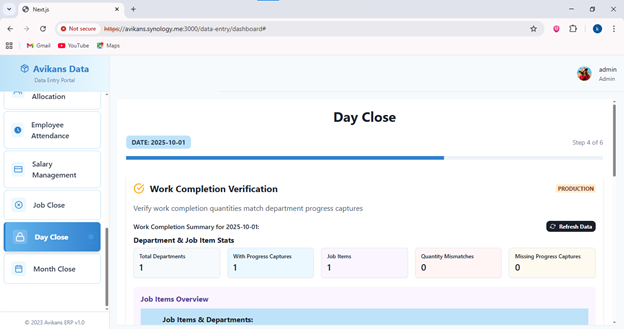 Next.js
Not secure
https://avikans.synology.me:3000/data-entry/dashboard#
k
Gmail
YouTube
Maps
Avikans Data
Data Entry Portal
admin
Admin
Allocation
Employee
Attendance
Salary
Management
Job Close
Day Close
Month Close
© 2023 Avikans ERP v1.0
Day Close
DATE: 2025-10-01
Step 4 of 6
Work Completion Verification
PRODUCTION
Verify work completion quantities match department progress captures
Work Completion Summary for 2025-10-01:
Refresh Data
Department & Job Item Stats
Total Departments
1
With Progress Captures
1
Job Items
1
Quantity Mismatches
0
Missing Progress Captures
0
Job Items Overview
Job Items & Departments: